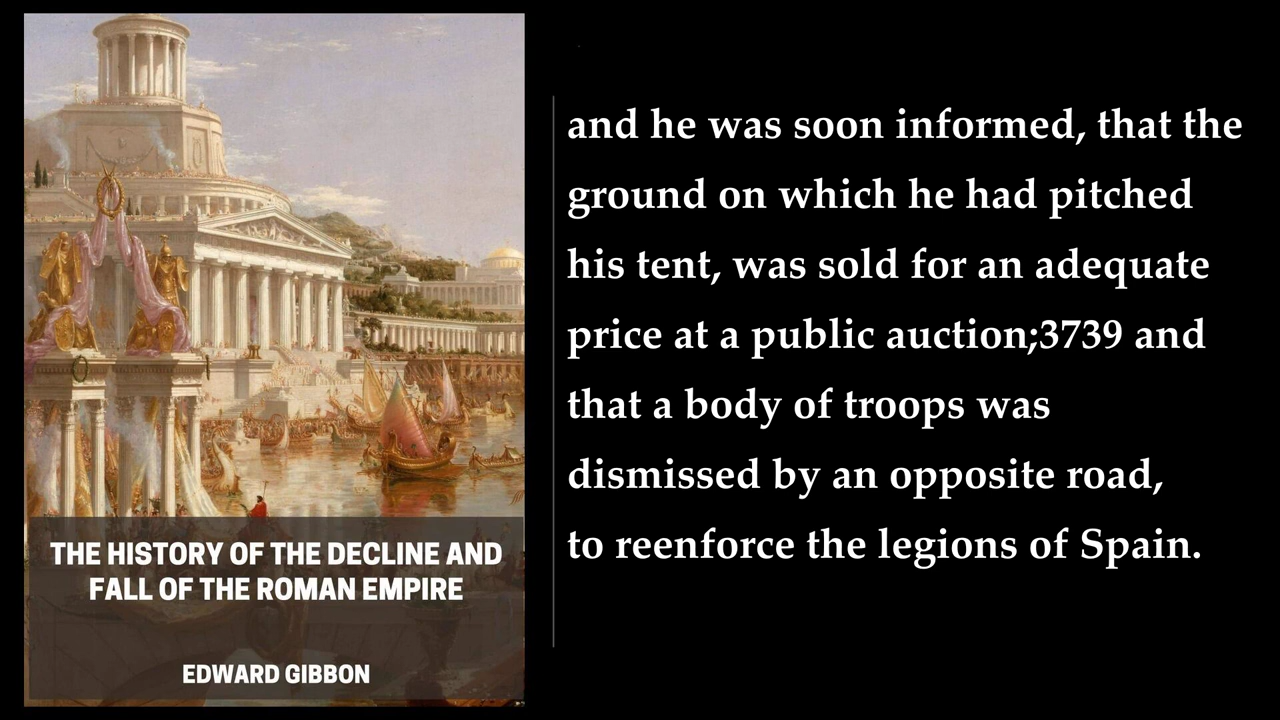 THE HISTORY OF THE DECLINE AND
FALL OF THE ROMAN EMPIRE
EDWARD GIBBON
and he was soon informed, that the
ground on which he had pitched
his tent, was sold for an adequate
price at a public auction;3739 and
that a body of troops was
dismissed by an opposite road,
to reenforce the legions of Spain.